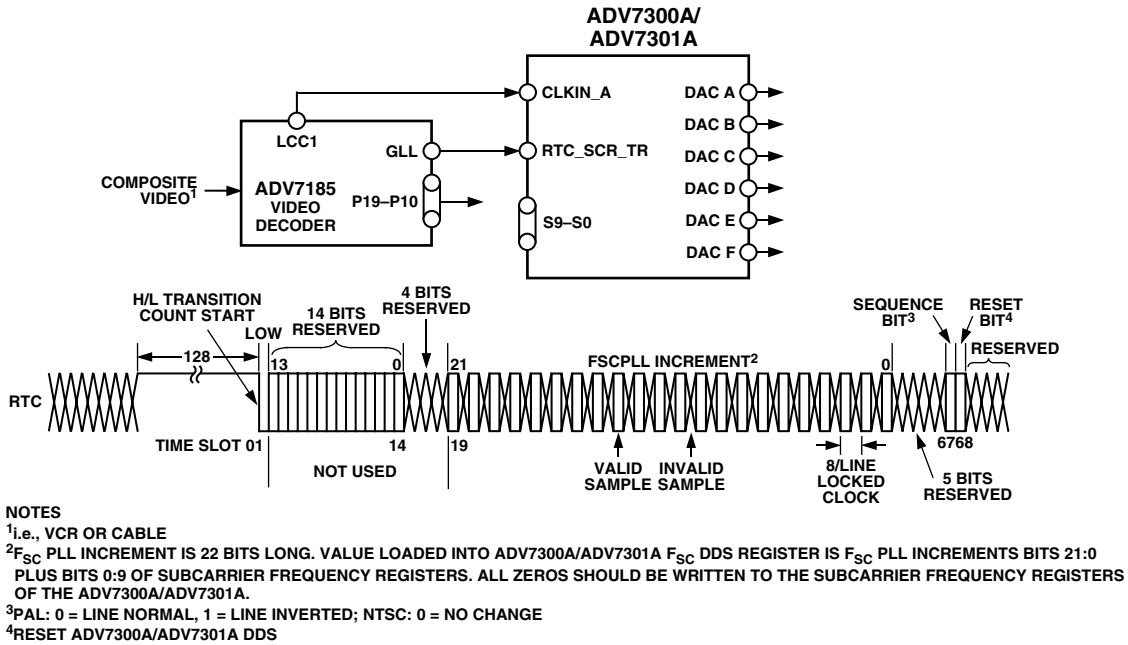 ADV7300A/
ADV7301A
CLKIN_A
DAC A
LCC1
DAC B
GLL
RTC_SCR_TR
DAC C
COMPOSITE
VIDEO1
ADV7185
VIDEO
DECODER
P19–P10
DAC D
S9–S0
DAC E
DAC F
H/L TRANSITION
COUNT START
LOW
14 BITS
RESERVED
4 BITS
RESERVED
SEQUENCE
BIT3
RESET
BIT4
RESERVED
128
13
0
21
FSCPLL INCREMENT2
0
RTC
TIME SLOT 01
14
19
6768
NOT USED
VALID
SAMPLE
INVALID
SAMPLE
8/LINE
LOCKED
CLOCK
5 BITS
RESERVED
NOTES
1i.e., VCR OR CABLE
2FSC PLL INCREMENT IS 22 BITS LONG. VALUE LOADED INTO ADV7300A/ADV7301A FSC DDS REGISTER IS FSC PLL INCREMENTS BITS 21:0
PLUS BITS 0:9 OF SUBCARRIER FREQUENCY REGISTERS. ALL ZEROS SHOULD BE WRITTEN TO THE SUBCARRIER FREQUENCY REGISTERS
OF THE ADV7300A/ADV7301A.
3PAL: 0 = LINE NORMAL, 1 = LINE INVERTED; NTSC: 0 = NO CHANGE
4RESET ADV7300A/ADV7301A DDS